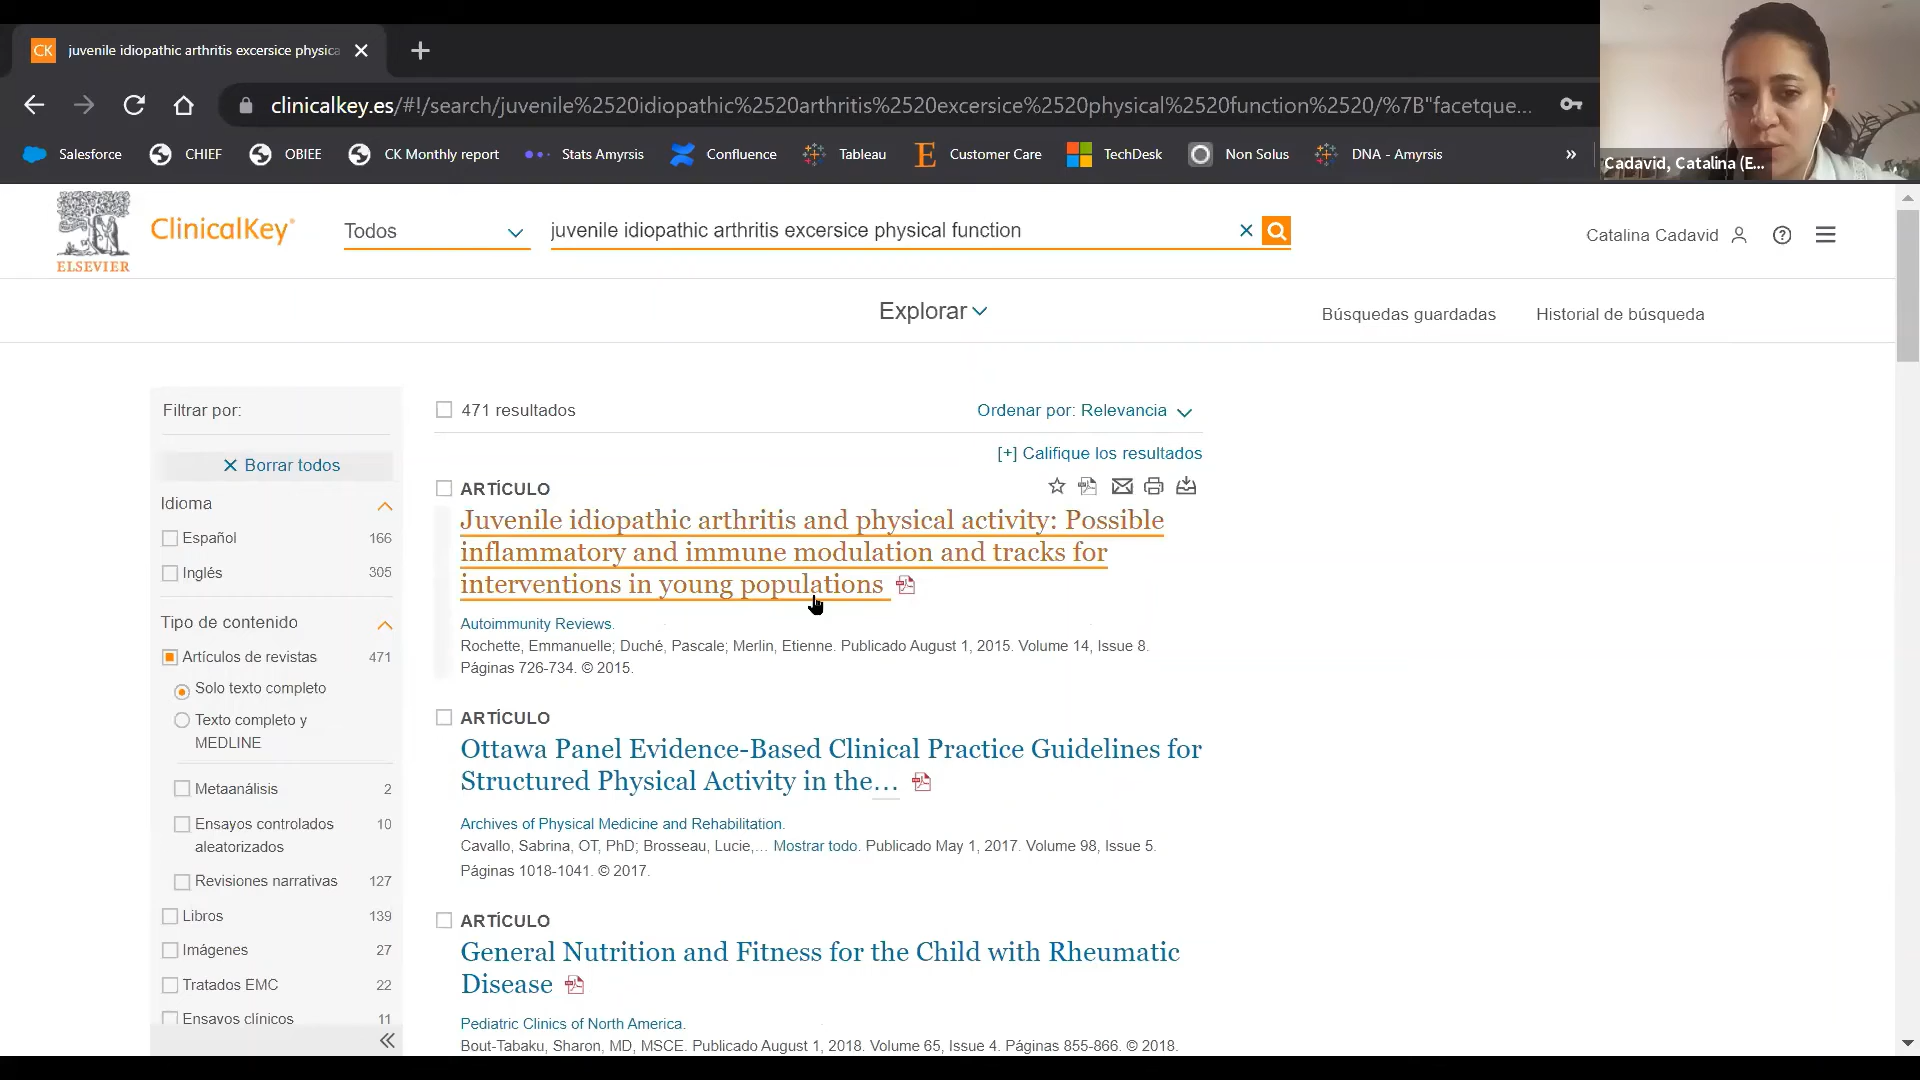 CK juvenile idiopathic arthritis excersice physica
clinicalkey.es/#!/search/juvenile%2520idiopathic%2520arthritis%2520excersice%2520physical%2520function%2520/%7B"facetque...
Salesforce CHIEF OBIEE CK Monthly report Stats Amyrsis Confluence Tableau Customer Care TechDesk Non Solus DNA - Amyrsis »
Cadavid, Catalina (E...
ELSEVIER
ClinicalKey®
Todos
juvenile idiopathic arthritis excersice physical function
Catalina Cadavid
Explorar
Búsquedas guardadas
Historial de búsqueda
Filtrar por:
Borrar todos
Idioma
Español 166
Inglés 305
Tipo de contenido
Artículos de revistas 471
Solo texto completo
Texto completo y
MEDLINE
Metaanálisis 2
Ensayos controlados 10
aleatorizados
Revisiones narrativas 127
Libros 139
Imágenes 27
Tratados EMC 22
Ensayos clínicos 11
471 resultados
Ordenar por: Relevancia
[+] Califique los resultados
ARTÍCULO
Juvenile idiopathic arthritis and physical activity: Possible
inflammatory and immune modulation and tracks for
interventions in young populations
Autoimmunity Reviews.
Rochette, Emmanuelle; Duché, Pascale; Merlin, Etienne. Publicado August 1, 2015. Volume 14, Issue 8.
Páginas 726-734. © 2015.
ARTÍCULO
Ottawa Panel Evidence-Based Clinical Practice Guidelines for
Structured Physical Activity in the...
Archives of Physical Medicine and Rehabilitation.
Cavallo, Sabrina, OT, PhD; Brosseau, Lucie,... Mostrar todo. Publicado May 1, 2017. Volume 98, Issue 5.
Páginas 1018-1041. © 2017.
ARTÍCULO
General Nutrition and Fitness for the Child with Rheumatic
Disease
Pediatric Clinics of North America.
Bout-Tabaku, Sharon, MD, MSCE. Publicado August 1, 2018. Volume 65, Issue 4. Páginas 855-866. © 2018.